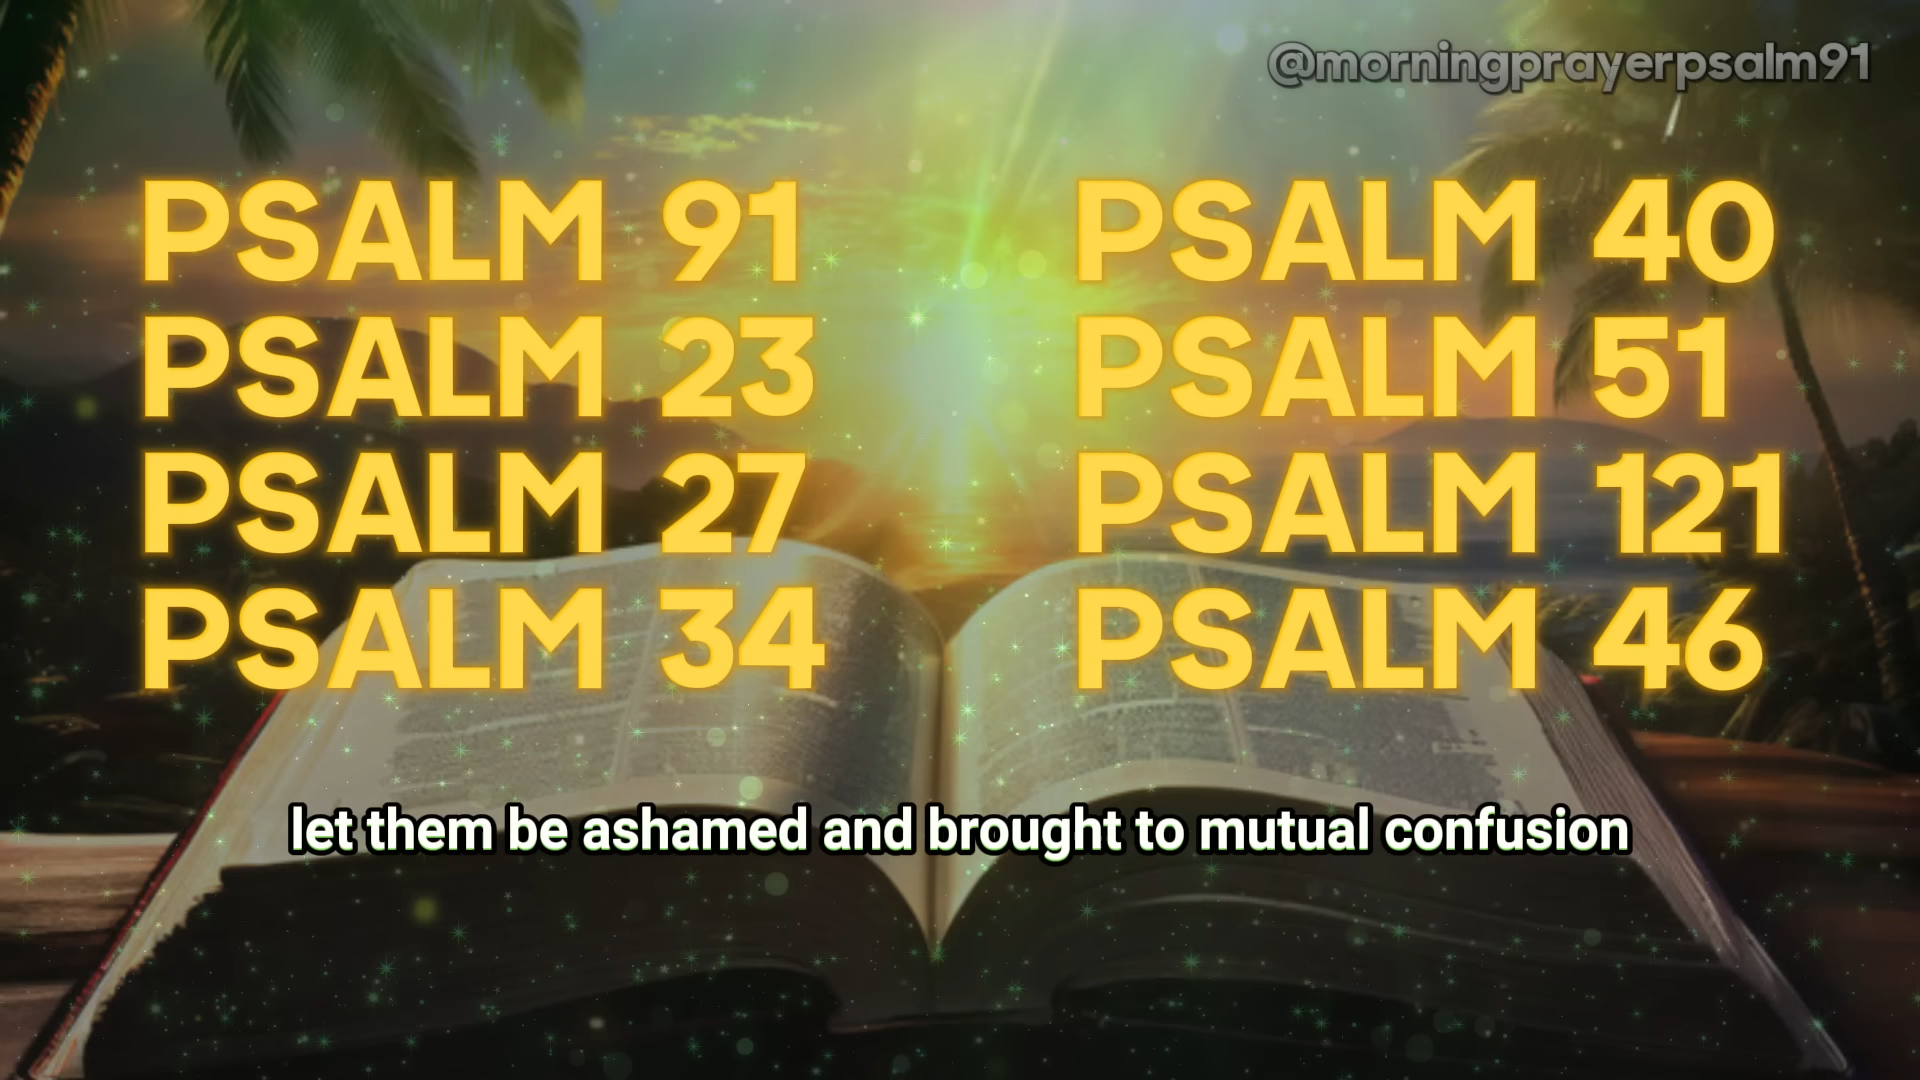 @morningprayerpsalm91
PSALM 91
PSALM 23
PSALM 27
PSALM 34
PSALM 40
PSALM 51
PSALM 121
PSALM 46
let them be ashamed and brought to mutual confusion